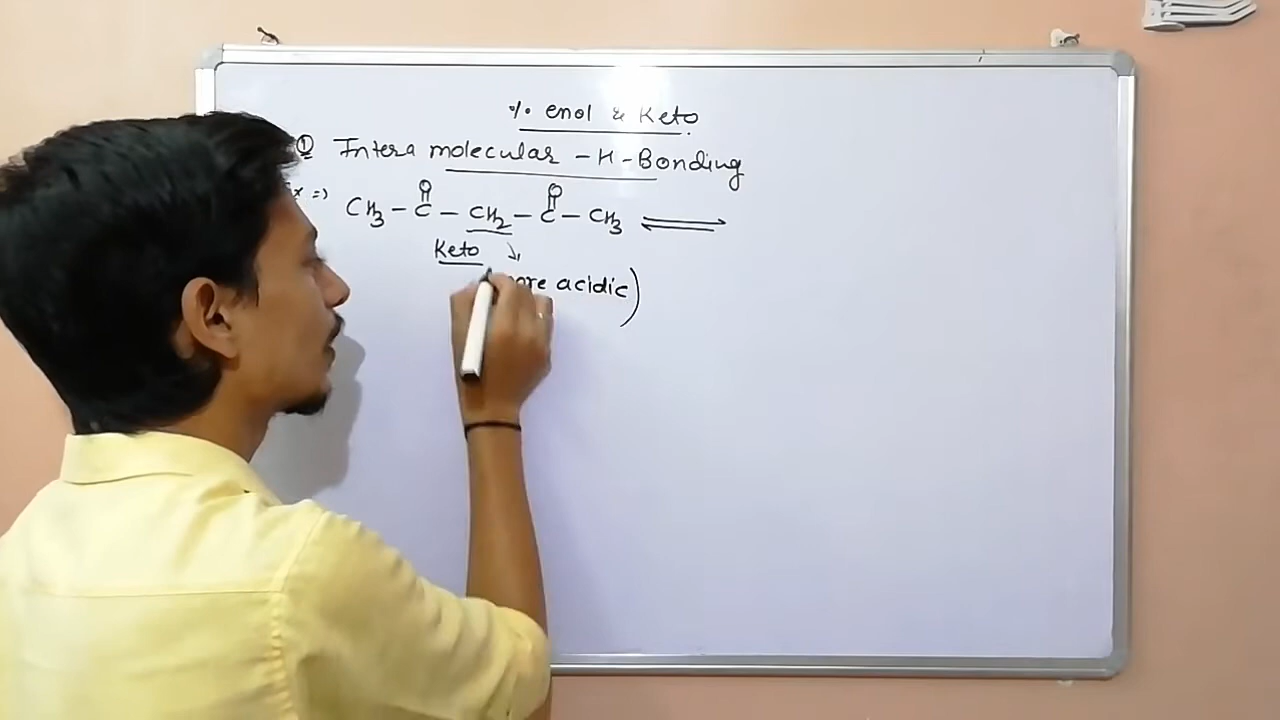 % enol & Keto
① Intera molecular - H - Bonding
O O
=> CH3 - C - CH2 - C - CH3 ⇌
Keto ↘
acidic)